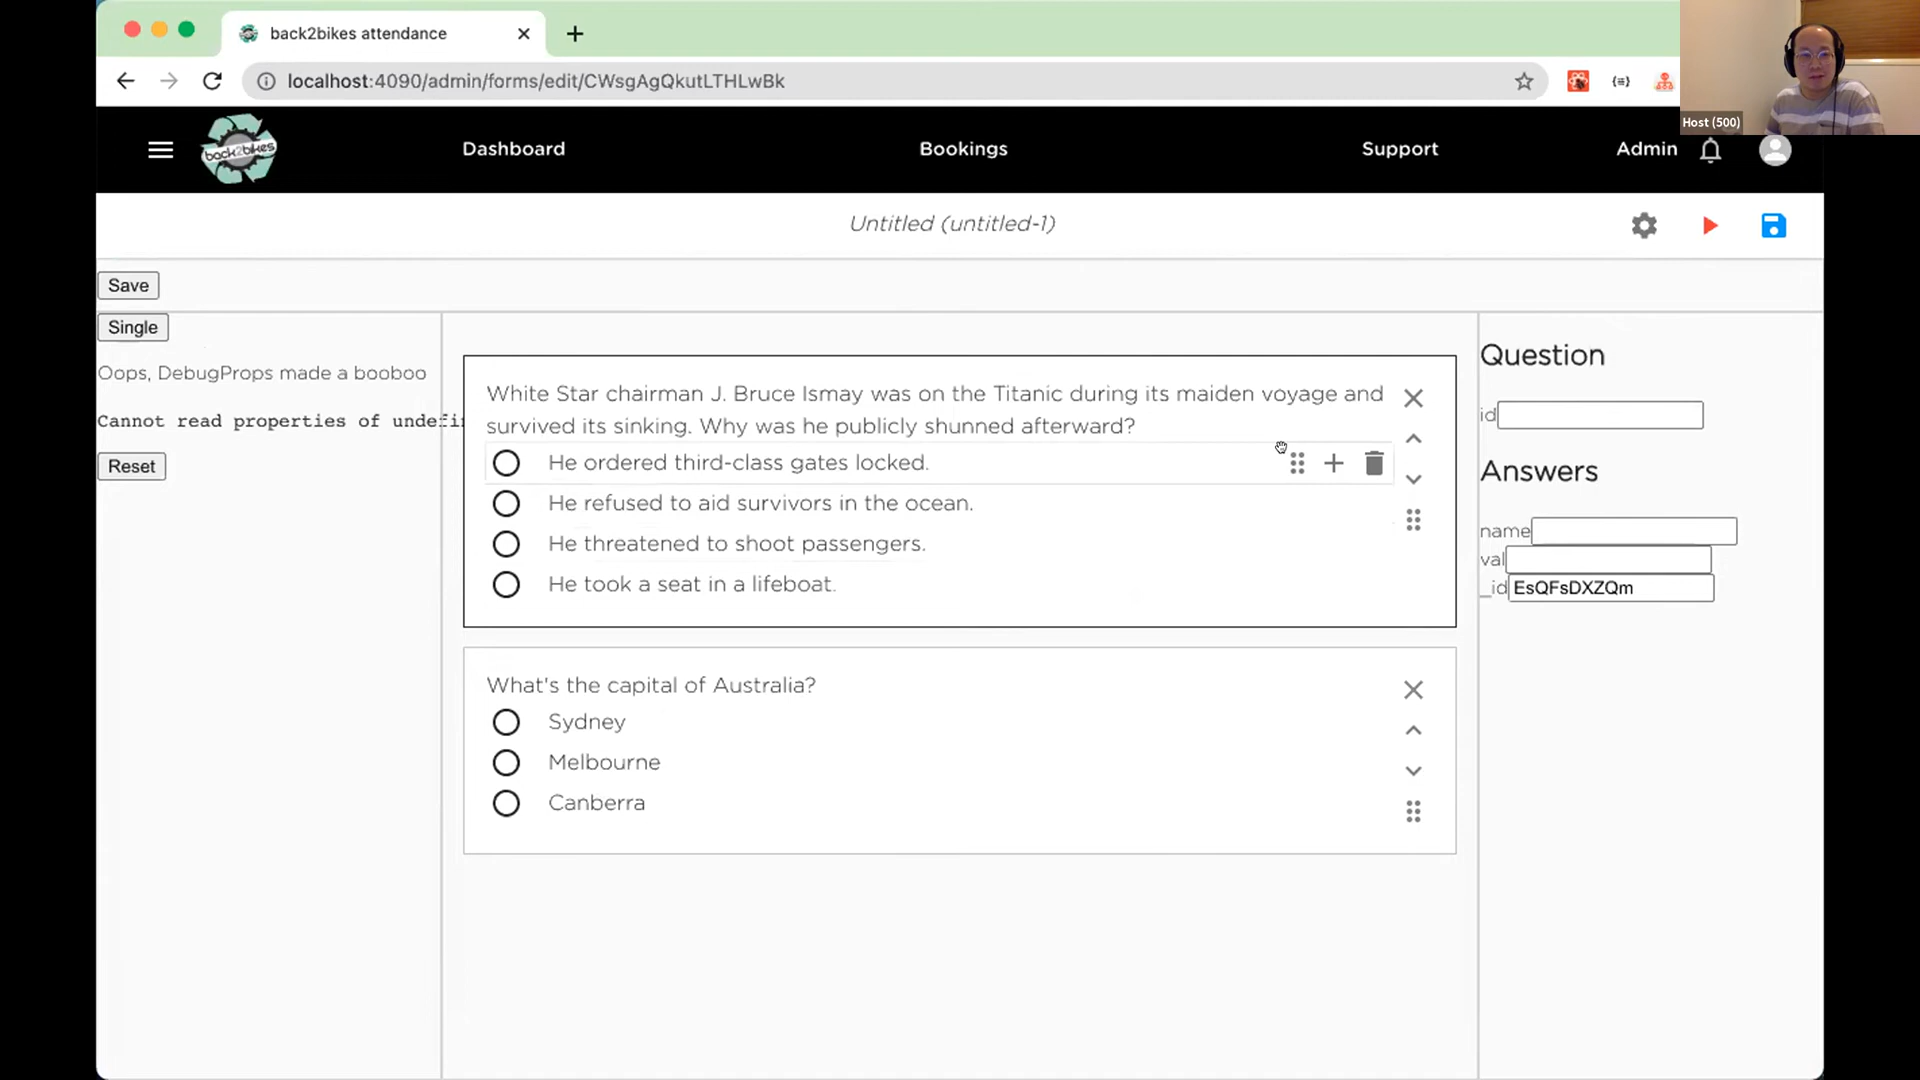 back2bikes attendance
localhost:4090/admin/forms/edit/CWsgAgQkutLTHLwBk
Host (500)
back2bikes
Dashboard
Bookings
Support
Admin
Untitled (untitled-1)
Save
Single
Oops, DebugProps made a booboo
Cannot read properties of undefi
Reset
White Star chairman J. Bruce Ismay was on the Titanic during its maiden voyage and
survived its sinking. Why was he publicly shunned afterward?
He ordered third-class gates locked.
He refused to aid survivors in the ocean.
He threatened to shoot passengers.
He took a seat in a lifeboat.
What's the capital of Australia?
Sydney
Melbourne
Canberra
Question
id
Answers
name
val
_id EsQFsDXZQm